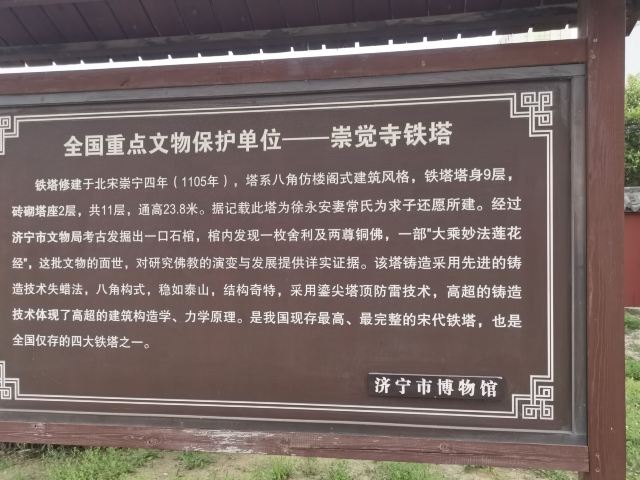 全国重点文物保护单位——崇觉寺铁塔
铁塔修建于北宋崇宁四年（1105年），塔系八角仿楼阁式建筑风格，铁塔塔身9层，
砖砌塔座2层，共11层，通高23.8米。据记载此塔为徐永安妻常氏为求子还愿所建。经过
济宁市文物局考古发掘出一口石棺，棺内发现一枚舍利及两尊铜佛，一部"大乘妙法莲花
经"，这批文物的面世，对研究佛教的演变与发展提供详实证据。该塔铸造采用先进的铸
造技术失蜡法，八角构式，稳如泰山，结构奇特，采用鎏尖塔顶防雷技术，高超的铸造
技术体现了高超的建筑构造学、力学原理。是我国现存最高、最完整的宋代铁塔，也是
全国仅存的四大铁塔之一。
济宁市博物馆